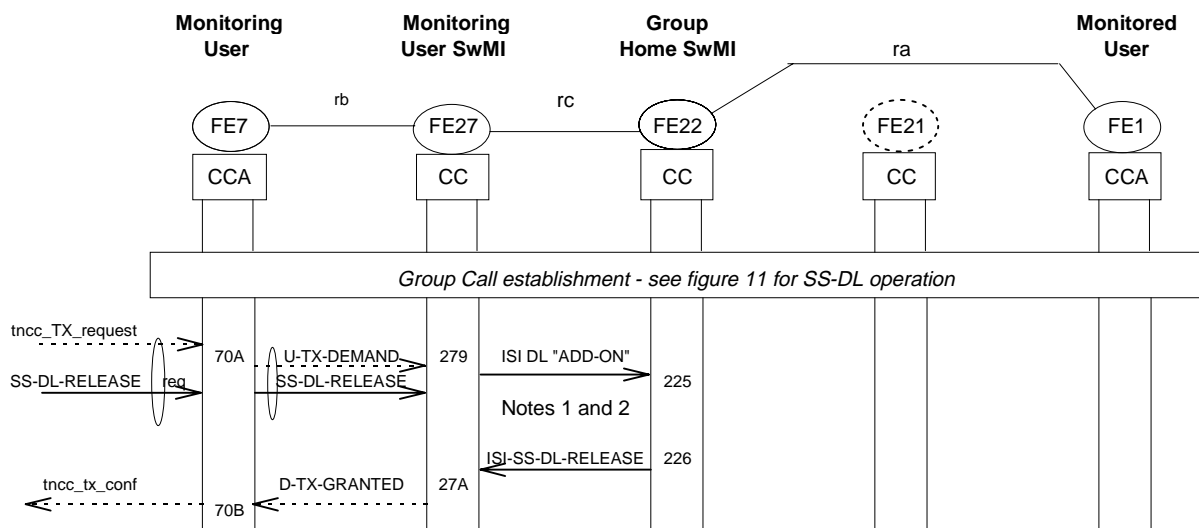 Monitoring User
Monitoring User SwMI
Group Home SwMI
Monitored User
ra
rb
rc
FE7
FE27
FE22
FE21
FE1
CCA
CC
CC
CC
CCA
Group Call establishment - see figure 11 for SS-DL operation
tncc_TX_request
70A
U-TX-DEMAND
279
ISI DL "ADD-ON"
225
SS-DL-RELEASE req
SS-DL-RELEASE
Notes 1 and 2
ISI-SS-DL-RELEASE
226
tncc_tx_conf
70B
D-TX-GRANTED
27A